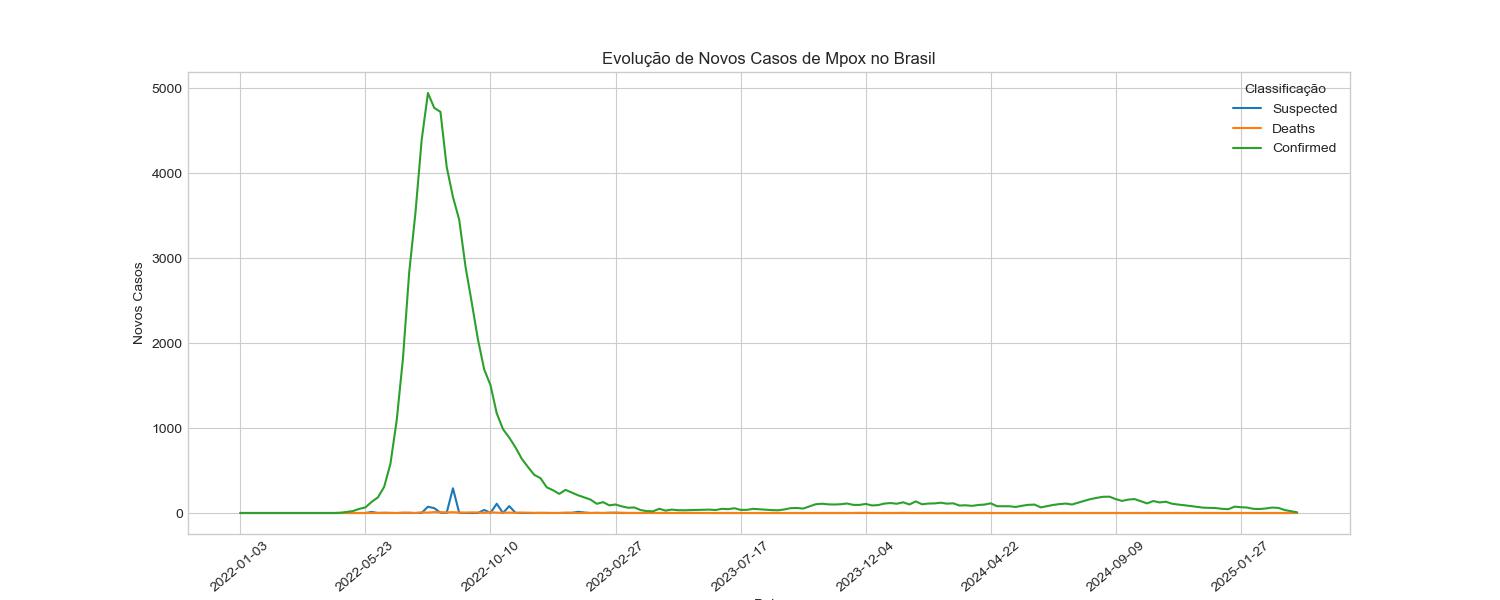 Evolução de Novos Casos de Mpox no Brasil
Classificação
Suspected
Deaths
Confirmed
Novos Casos
5000
4000
3000
2000
1000
0
2022-01-03
2022-05-23
2022-10-10
2023-02-27
2023-07-17
2023-12-04
2024-04-22
2024-09-09
2025-01-27